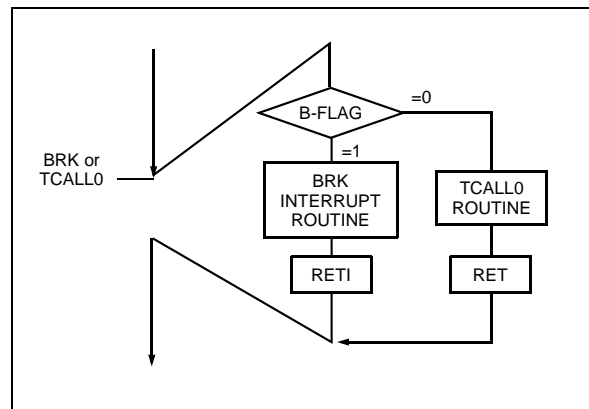 B-FLAG
=0
=1
BRK or
TCALL0
BRK
INTERRUPT
ROUTINE
TCALL0
ROUTINE
RETI
RET